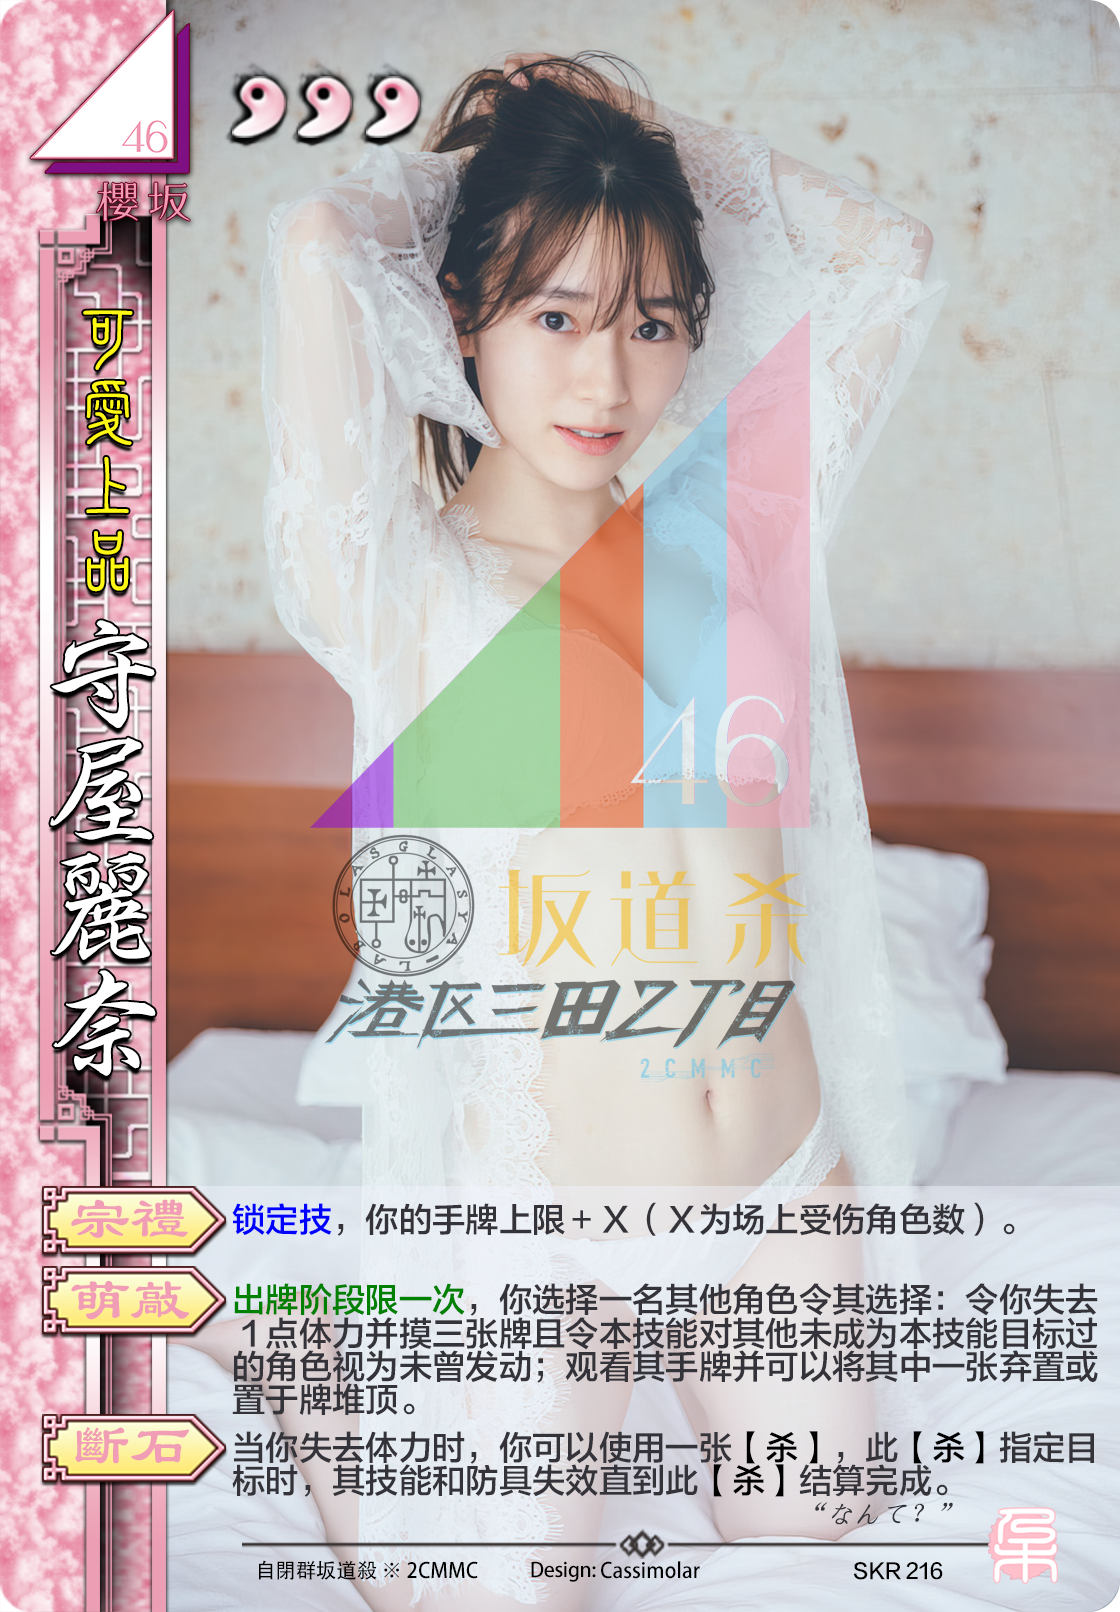 46
櫻坂
可愛上品
守屋麗奈
46
GLASYA-LABOLAS
坂道杀
港区三田乙丁目
2CMMC
宗禮
锁定技，你的手牌上限＋X（X为场上受伤角色数）。
萌敲
出牌阶段限一次，你选择一名其他角色令其选择：令你失去
1点体力并摸三张牌且令本技能对其他未成为本技能目标过
的角色视为未曾发动；观看其手牌并可以将其中一张弃置或
置于牌堆顶。
斷石
当你失去体力时，你可以使用一张【杀】，此【杀】指定目
标时，其技能和防具失效直到此【杀】结算完成。
“なんて？”
自閉群坂道殺 ※ 2CMMC
Design: Cassimolar
SKR 216